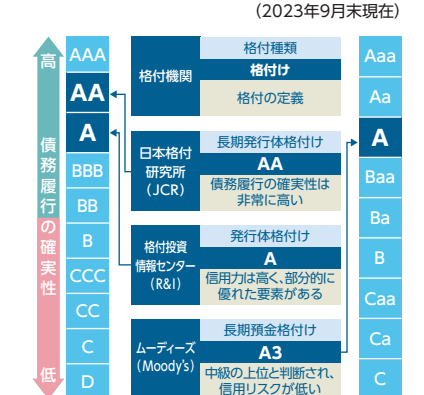 (2023年9月末現在)
高
債務履行の確実性
低
AAA
AA
A
BBB
BB
B
CCC
CC
C
D
格付機関
格付種類
格付け
格付の定義
日本格付
研究所
(JCR)
長期発行体格付け
AA
債務履行の確実性は
非常に高い
格付投資
情報センター
(R&I)
発行体格付け
A
信用力は高く、部分的に
優れた要素がある
ムーディーズ
(Moody's)
長期預金格付け
A3
中級の上位と判断され、
信用リスクが低い
Aaa
Aa
A
Baa
Ba
B
Caa
Ca
C